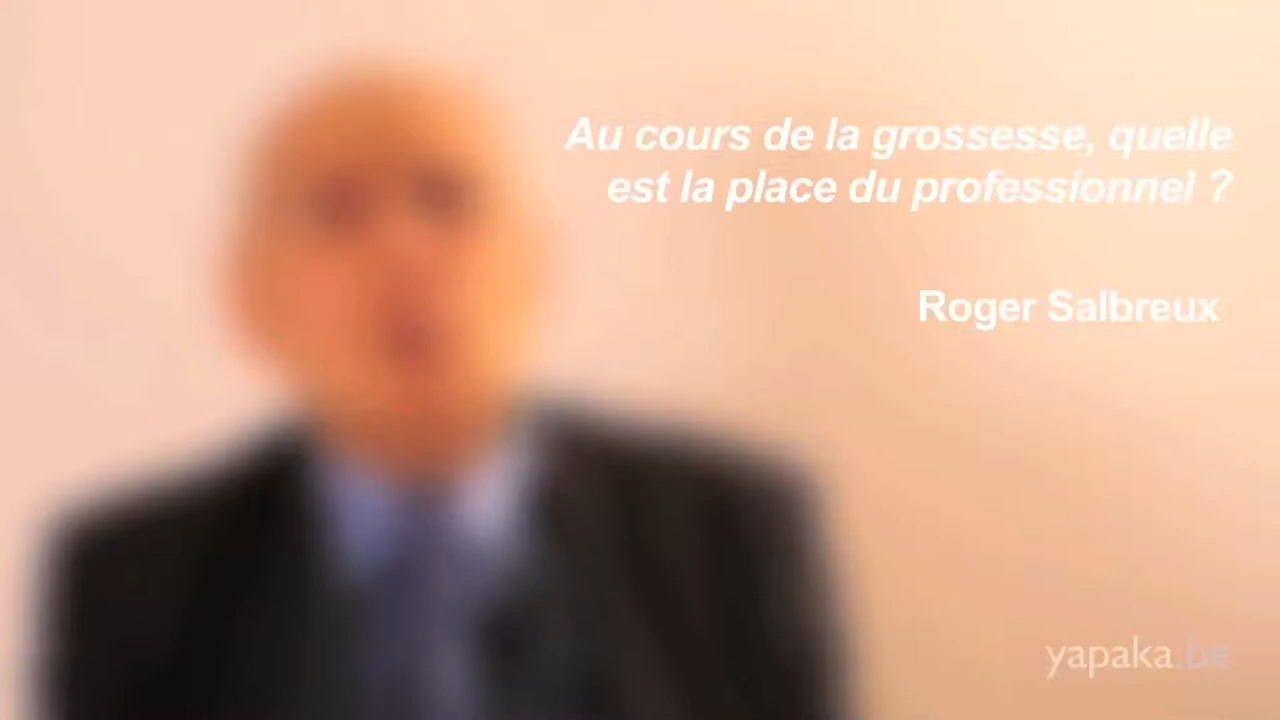 Au cours de la grossesse, quelle
est la place du professionnel ?
Roger Salbreux
yapaka.be